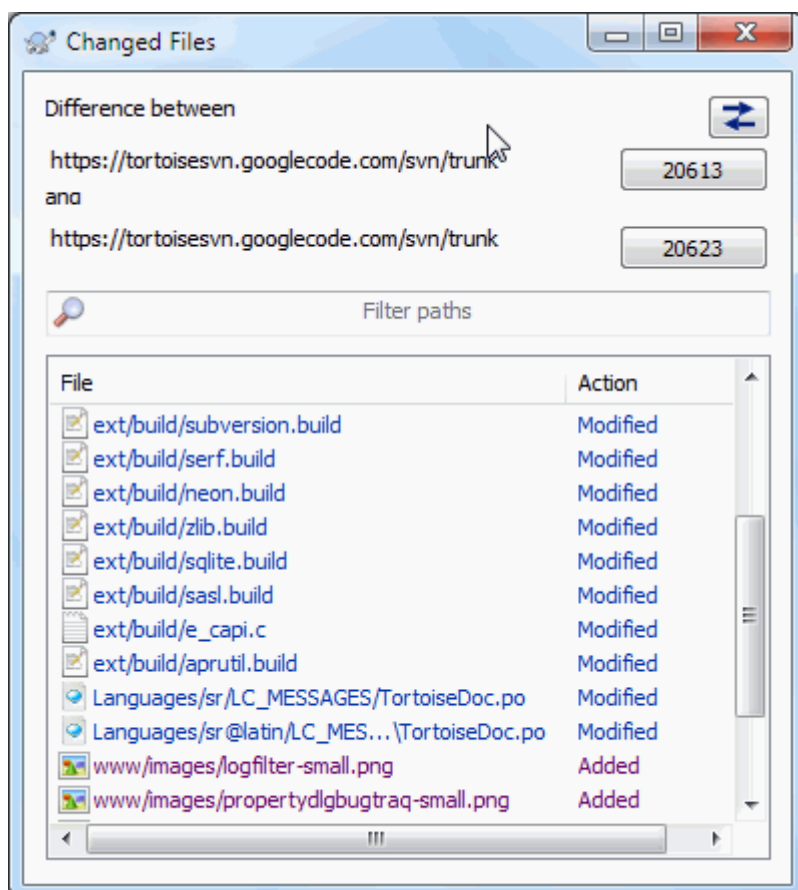 Changed Files
Difference between
https://tortoisesvn.googlecode.com/svn/trunk
20613
and
https://tortoisesvn.googlecode.com/svn/trunk
20623
Filter paths
File Action
ext/build/subversion.build Modified
ext/build/serf.build Modified
ext/build/neon.build Modified
ext/build/zlib.build Modified
ext/build/sqlite.build Modified
ext/build/sasl.build Modified
ext/build/e_capi.c Modified
ext/build/aprutil.build Modified
Languages/sr/LC_MESSAGES/TortoiseDoc.po Modified
Languages/sr@latin/LC_MES...\TortoiseDoc.po Modified
www/images/logfilter-small.png Added
www/images/propertydlgbugtraq-small.png Added